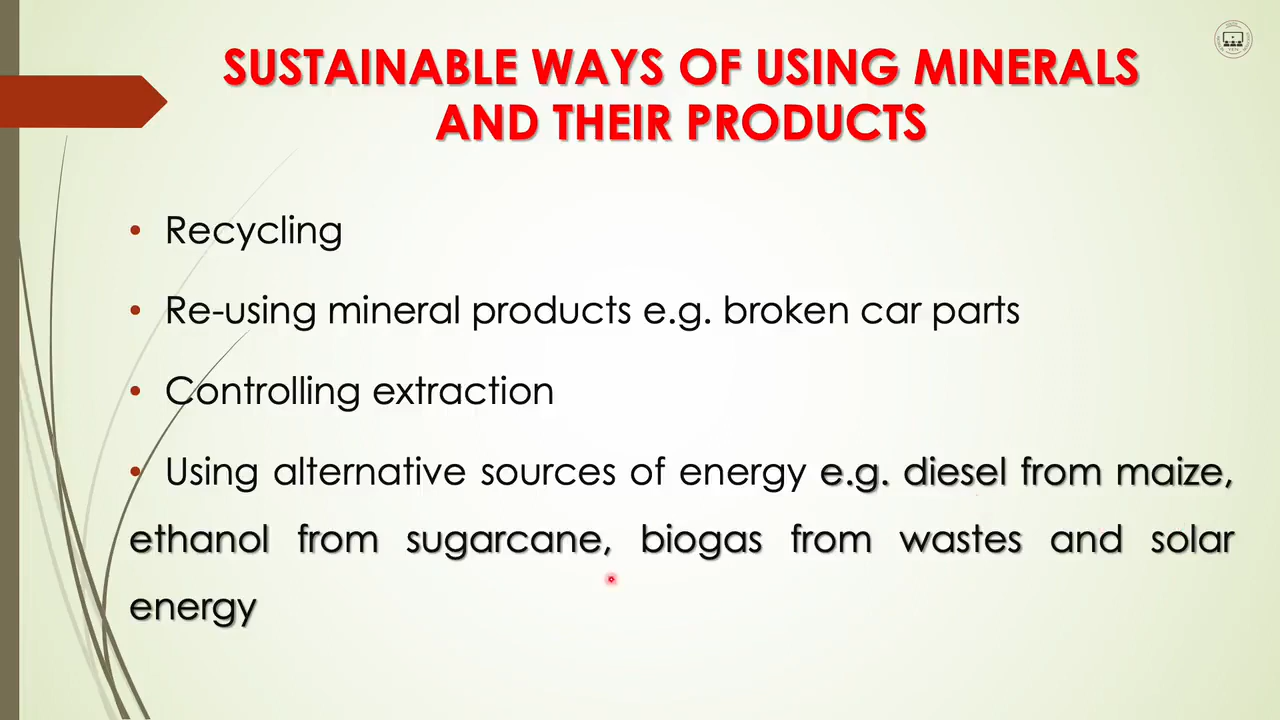 SUSTAINABLE WAYS OF USING MINERALS
AND THEIR PRODUCTS
• Recycling
• Re-using mineral products e.g. broken car parts
• Controlling extraction
• Using alternative sources of energy e.g. diesel from maize,
ethanol from sugarcane, biogas from wastes and solar
energy